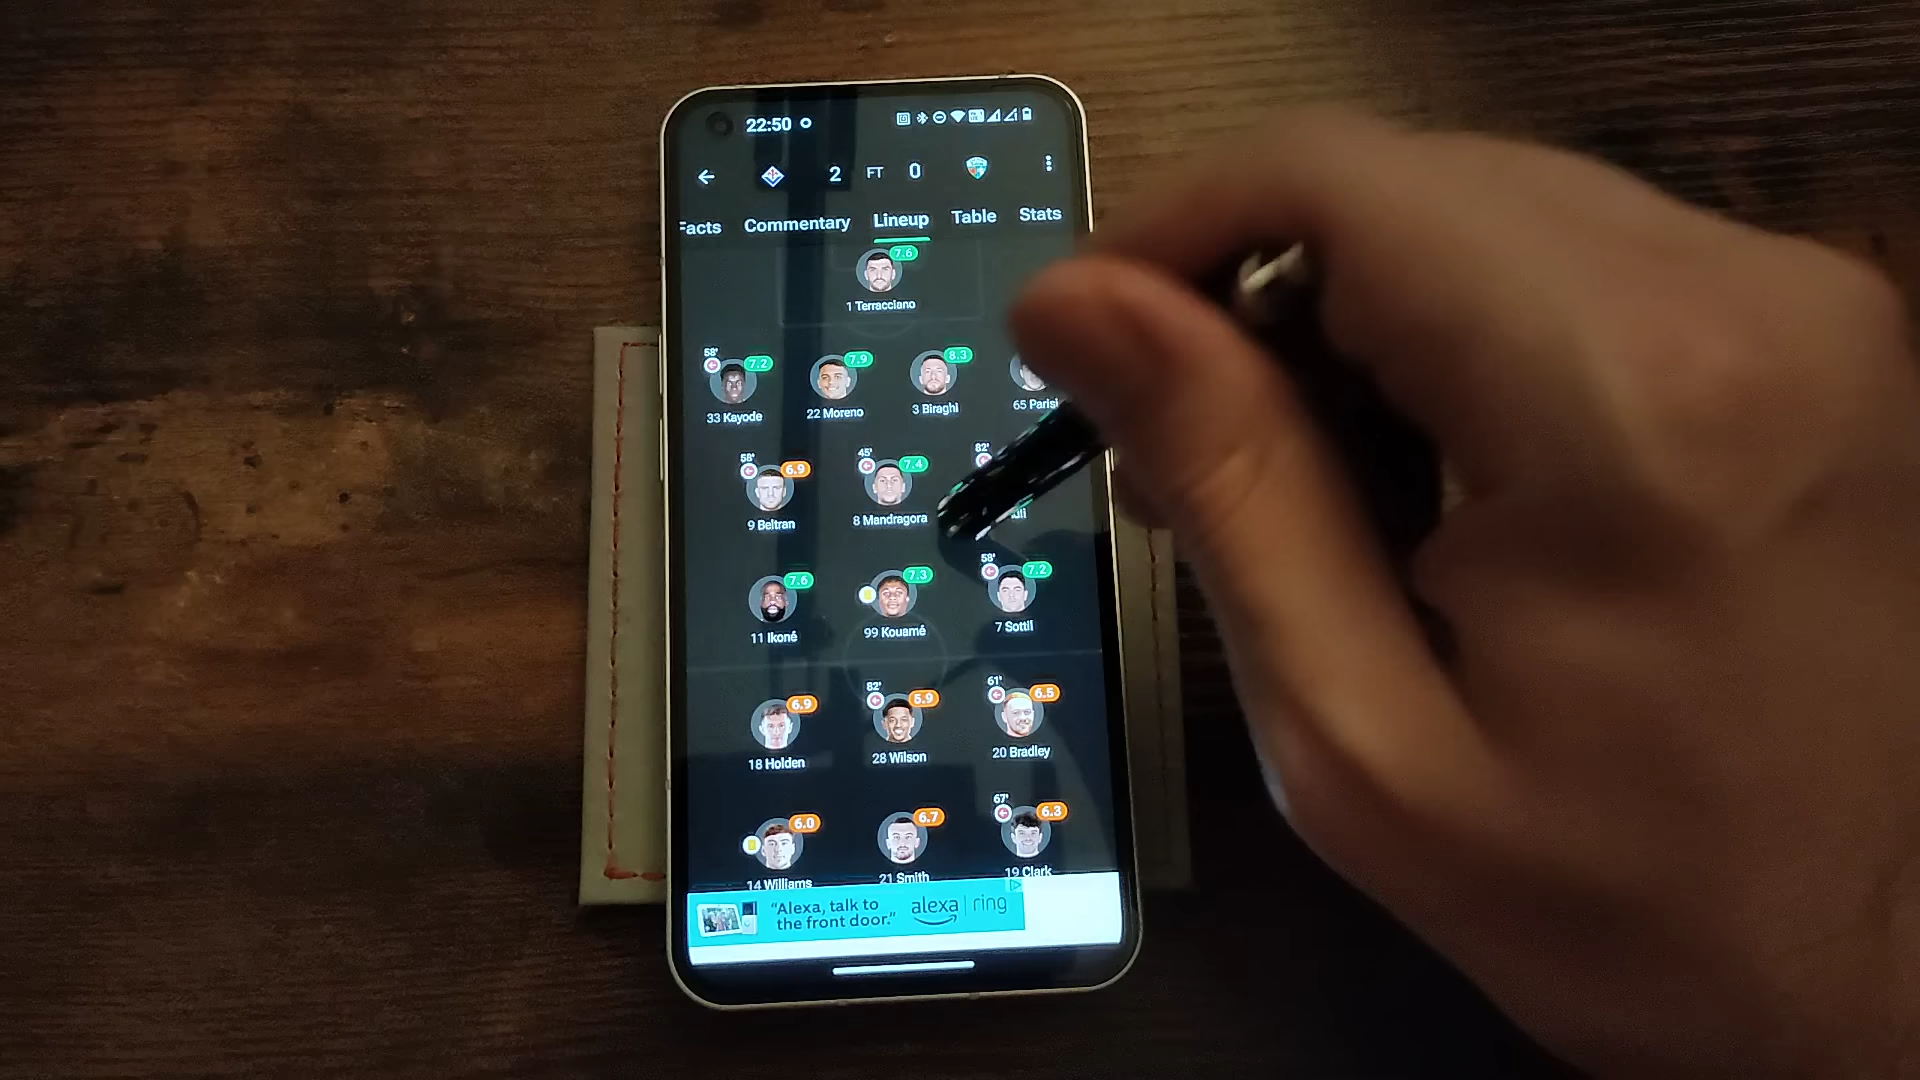 22:50
2 FT 0
Facts Commentary Lineup Table Stats
7.6
1 Terracciano
58' 7.2 7.9 8.3
33 Kayode 22 Moreno 3 Biraghi 65 Parisi
58' 6.9 45' 7.4 82'
9 Beltran 8 Mandragora
7.6 7.3 58' 7.2
11 Ikoné 99 Kouamé 7 Sottil
6.9 82' 5.9 61' 6.5
18 Holden 28 Wilson 20 Bradley
6.0 6.7 67' 6.3
14 Williams 21 Smith 19 Clark
“Alexa, talk to
the front door.” alexa | ring